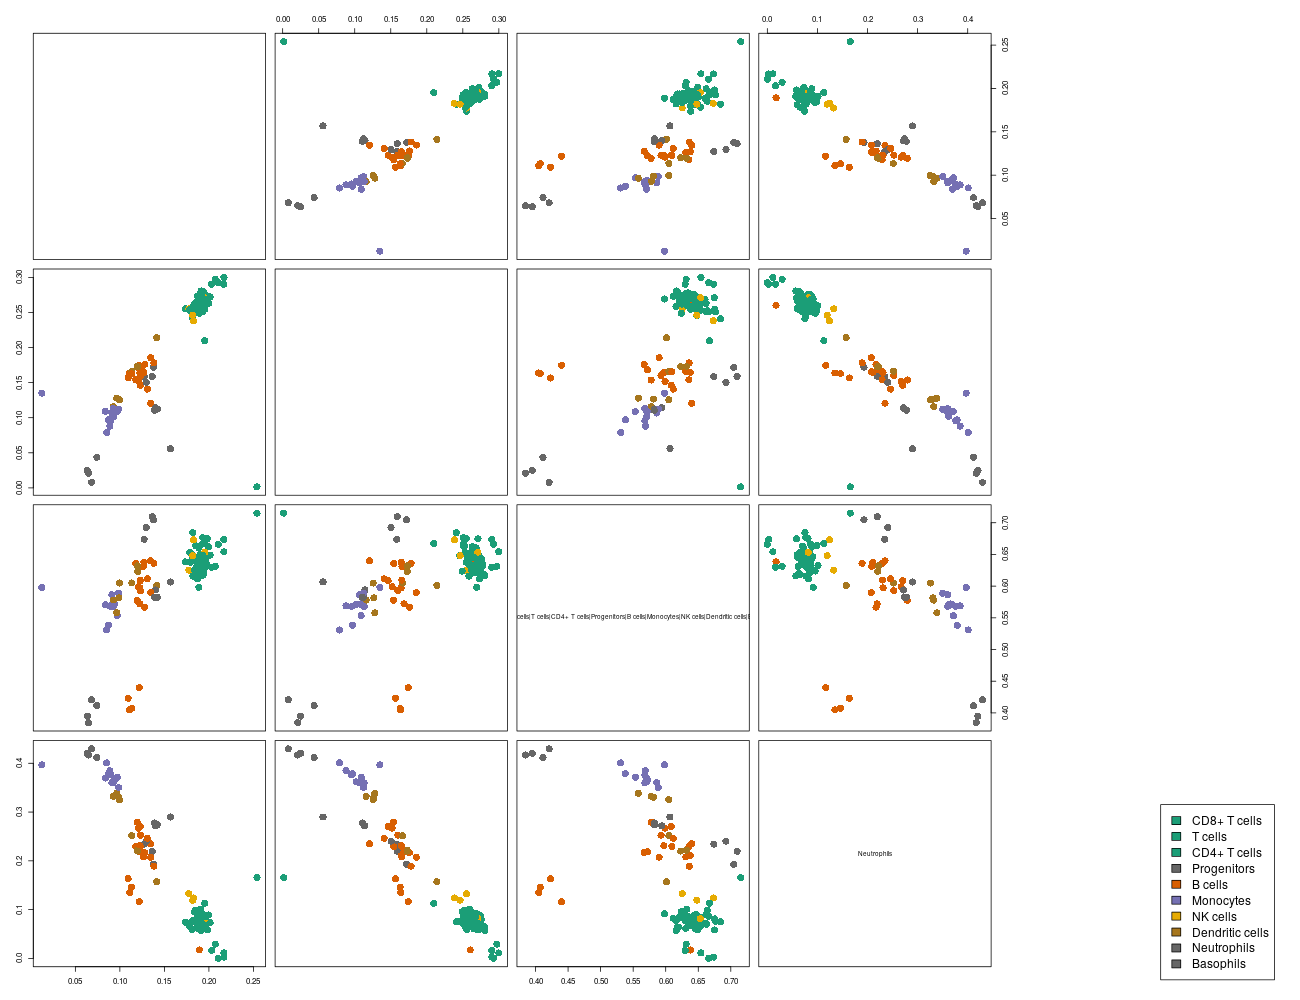 0.00 0.05 0.10 0.15 0.20 0.25 0.30
0.0 0.1 0.2 0.3 0.4
0.05 0.10 0.15 0.20 0.25
0.00 0.05 0.10 0.15 0.20 0.25 0.30
cells|T cells|CD4+ T cells|Progenitors|B cells|Monocytes|NK cells|Dendritic cells|
0.40 0.45 0.50 0.55 0.60 0.65 0.70
0.0 0.1 0.2 0.3 0.4
Neutrophils
0.05 0.10 0.15 0.20 0.25
0.40 0.45 0.50 0.55 0.60 0.65 0.70
CD8+ T cells
T cells
CD4+ T cells
Progenitors
B cells
Monocytes
NK cells
Dendritic cells
Neutrophils
Basophils